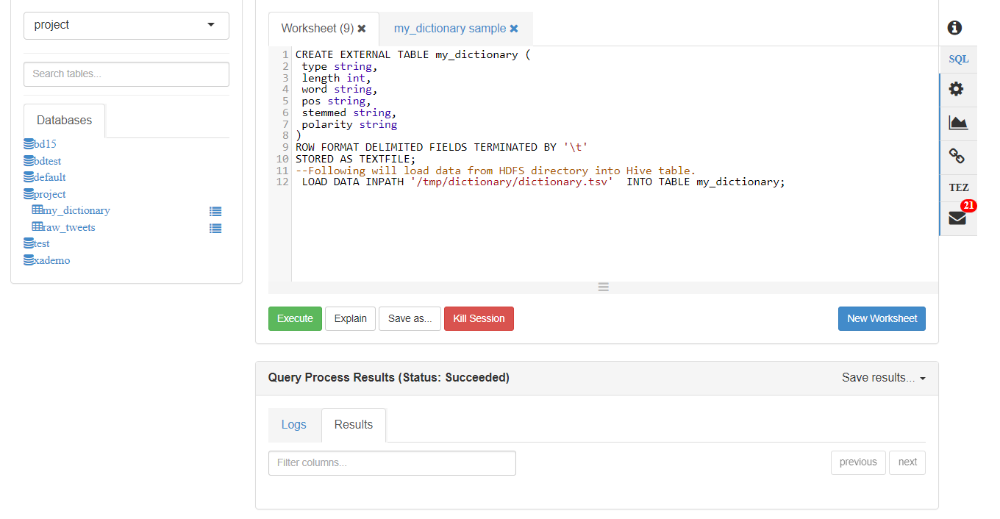 project
Search tables...
Databases
bd15
bdtest
default
project
my_dictionary
raw_tweets
test
xademo
Worksheet (9)
my_dictionary sample
1 CREATE EXTERNAL TABLE my_dictionary (
2 type string,
3 length int,
4 word string,
5 pos string,
6 stemmed string,
7 polarity string
8 )
9 ROW FORMAT DELIMITED FIELDS TERMINATED BY '\t'
10 STORED AS TEXTFILE;
11 --Following will load data from HDFS directory into Hive table.
12 LOAD DATA INPATH '/tmp/dictionary/dictionary.tsv'  INTO TABLE my_dictionary;
Execute
Explain
Save as...
Kill Session
New Worksheet
Query Process Results (Status: Succeeded)
Save results...
Logs
Results
Filter columns...
previous
next
SQL
TEZ
21